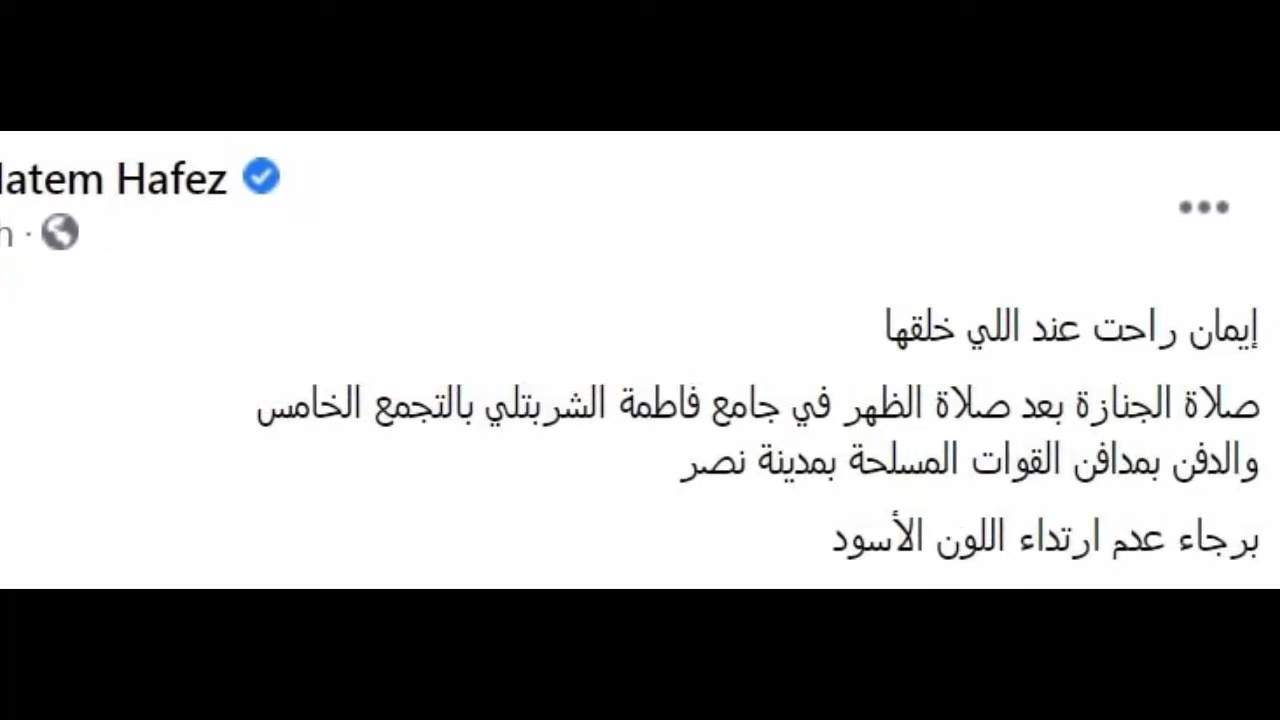 atem Hafez
h ·
إيمان راحت عند اللي خلقها
صلاة الجنازة بعد صلاة الظهر في جامع فاطمة الشربتلي بالتجمع الخامس
والدفن بمدافن القوات المسلحة بمدينة نصر
برجاء عدم ارتداء اللون الأسود